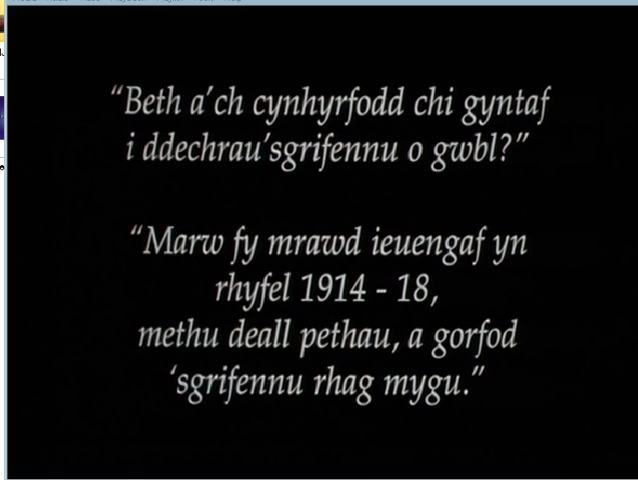 “Beth a’ch cynhyrfodd chi gyntaf
i ddechrau’sgrifennu o gwbl?”
“Marw fy mrawd ieuengaf yn
rhyfel 1914 - 18,
methu deall pethau, a gorfod
‘sgrifennu rhag mygu.”